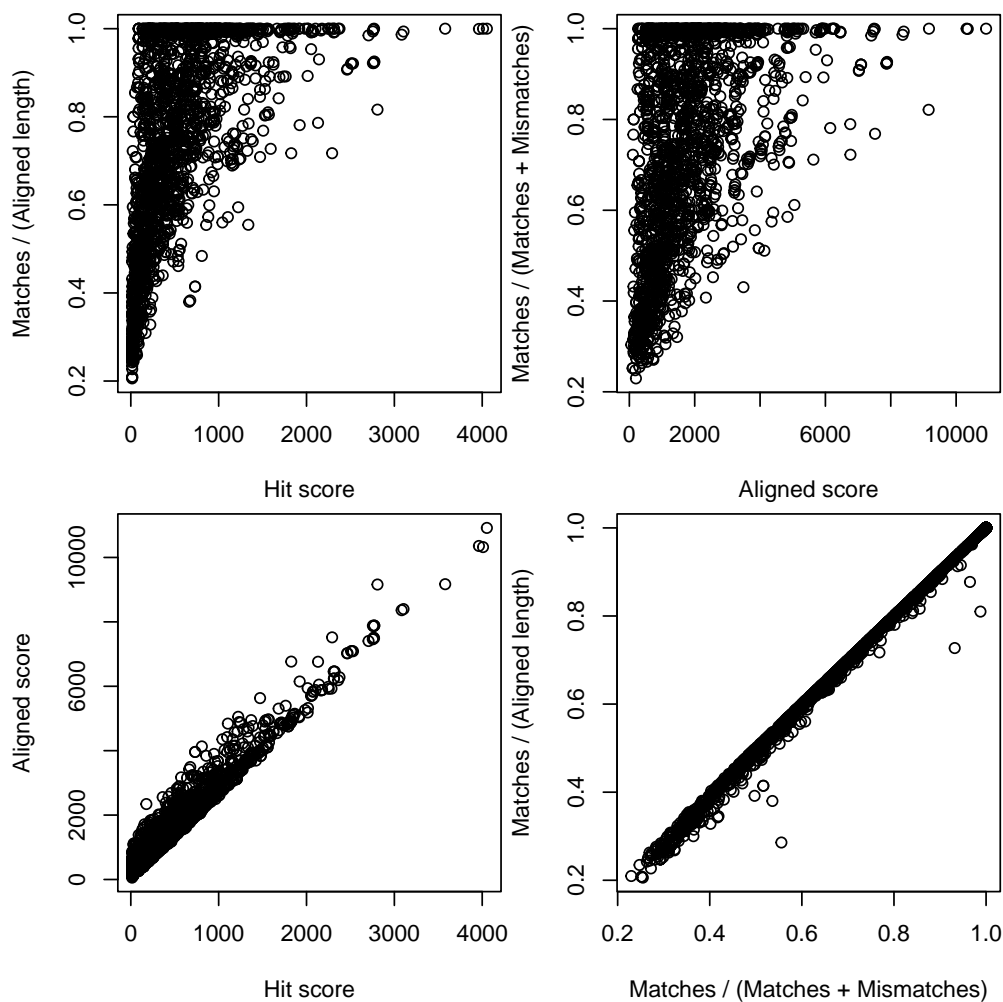 Matches / (Aligned length)
1.0
0.8
0.6
0.4
0.2
0 1000 2000 3000 4000
Hit score
Matches / (Matches + Mismatches)
1.0
0.8
0.6
0.4
0.2
0 2000 6000 10000
Aligned score
Aligned score
10000
6000
2000
0
0 1000 2000 3000 4000
Hit score
Matches / (Aligned length)
1.0
0.8
0.6
0.4
0.2
0.2 0.4 0.6 0.8 1.0
Matches / (Matches + Mismatches)